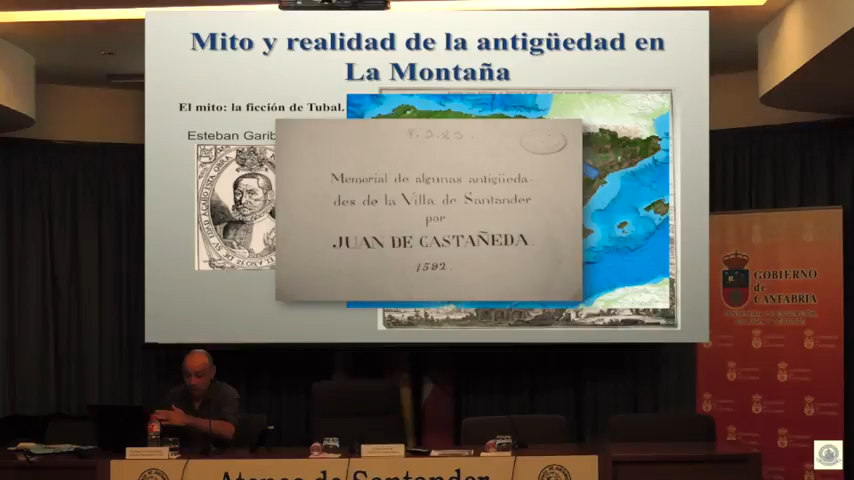 Mito y realidad de la antigüedad en
La Montaña
El mito: la ficción de Tubal.
Esteban Garib
Memorial de algunas antigüeda-
des de la Villa de Santander
por
JUAN DE CASTAÑEDA.
1592.
GOBIERNO
de
CANTABRIA
Ateneo de Santander